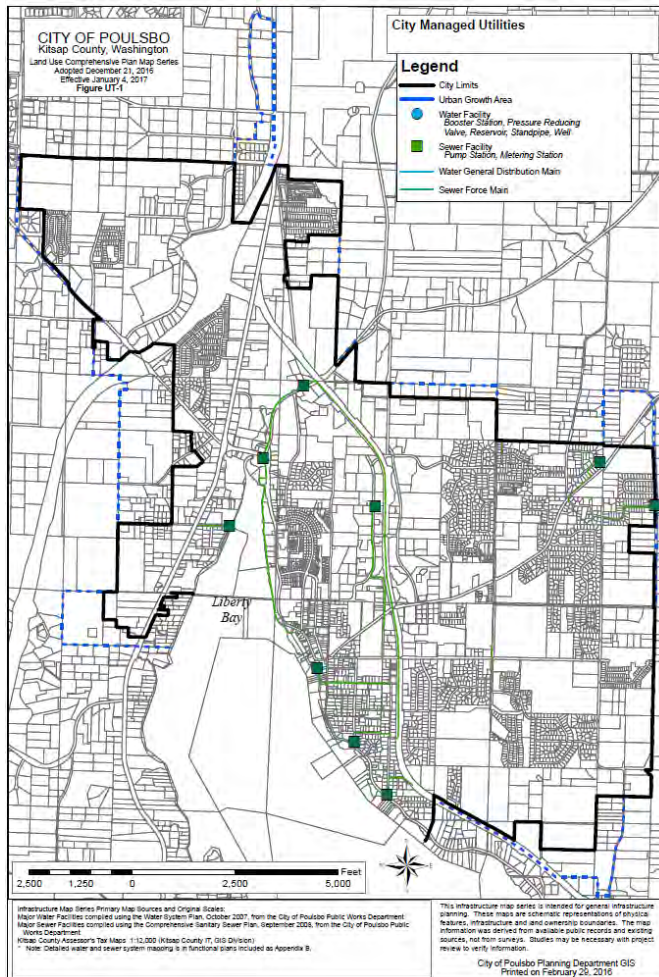 CITY OF POULSBO
Kitsap County, Washington
Land Use Comprehensive Plan Map Series
Adopted December 21, 2016
Effective January 4, 2017
Figure UT-1
City Managed Utilities
Legend
City Limits
Urban Growth Area
Water Facility
Booster Station, Pressure Reducing
Valve, Reservoir, Standpipe, Well
Sewer Facility
Pump Station, Metering Station
Water General Distribution Main
Sewer Force Main
Liberty
Bay
Feet
2,500 1,250 0 2,500 5,000
Infrastructure Map Series Primary Map Sources and Original Scales:
Major Water Facilities compiled using the Water System Plan, October 2007, from the City of Poulsbo Public Works Department
Major Sewer Facilities compiled using the Comprehensive Sanitary Sewer Plan, September 2008, from the City of Poulsbo Public
Works Department
Kitsap County Assessor's Tax Maps 1:12,000 (Kitsap County IT, GIS Division)
* Note: Detailed water and sewer system mapping is in functional plans included as Appendix B.
This infrastructure map series is intended for general infrastructure
planning. These maps are schematic representations of physical
features, infrastructure and land ownership boundaries. The map
information was derived from available public records and existing
sources, not from surveys. Studies may be necessary with project
review to verify information.
City of Poulsbo Planning Department GIS
Printed on February 29, 2016